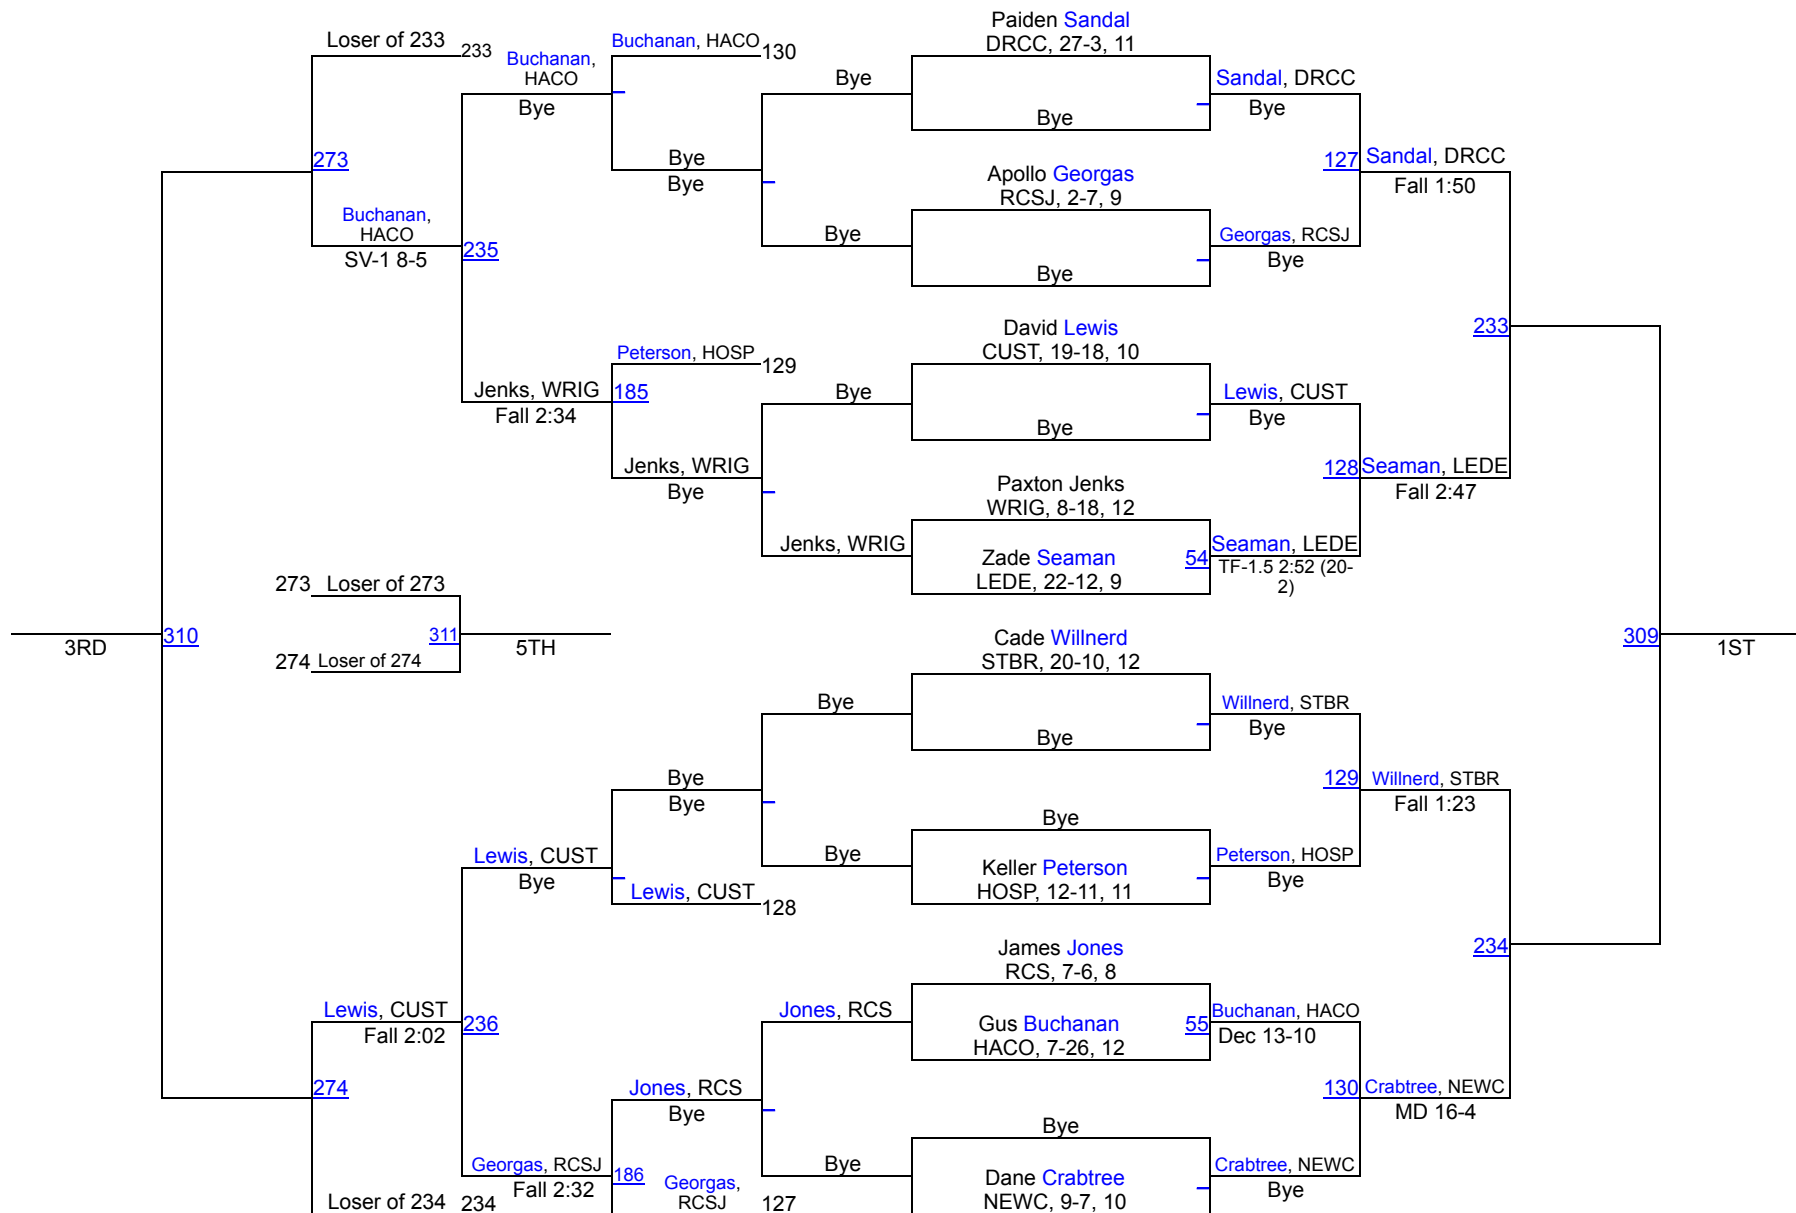 Paiden Sandal
DRCC, 27-3, 11
Loser of 233
233
Buchanan,
HACO
Bye
Buchanan, HACO
130
Bye
Sandal, DRCC
Bye
Bye
273
Bye
Bye
Apollo Georgas
RCSJ, 2-7, 9
127
Sandal, DRCC
Fall 1:50
Buchanan,
HACO
SV-1 8-5
235
Bye
Georgas, RCSJ
Bye
Bye
David Lewis
CUST, 19-18, 10
233
Peterson, HOSP
129
Jenks, WRIG
Fall 2:34
185
Bye
Lewis, CUST
Bye
Bye
Jenks, WRIG
Bye
Paxton Jenks
WRIG, 8-18, 12
128
Seaman, LEDE
Fall 2:47
Jenks, WRIG
Zade Seaman
LEDE, 22-12, 9
54
Seaman, LEDE
TF-1.5 2:52 (20-
2)
273
Loser of 273
3RD
310
311
5TH
274
Loser of 274
Cade Willnerd
STBR, 20-10, 12
309
1ST
Bye
Willnerd, STBR
Bye
Bye
Bye
Bye
129
Willnerd, STBR
Fall 1:23
Bye
Lewis, CUST
Bye
Bye
Keller Peterson
HOSP, 12-11, 11
Peterson, HOSP
Bye
Lewis, CUST
128
James Jones
RCS, 7-6, 8
234
Lewis, CUST
Fall 2:02
236
Jones, RCS
Gus Buchanan
HACO, 7-26, 12
55
Buchanan, HACO
Dec 13-10
274
Jones, RCS
Bye
130
Crabtree, NEWC
MD 16-4
Bye
Georgas, RCSJ
Fall 2:32
186
Bye
Dane Crabtree
NEWC, 9-7, 10
Crabtree, NEWC
Bye
Loser of 234
234
Georgas,
RCSJ
127